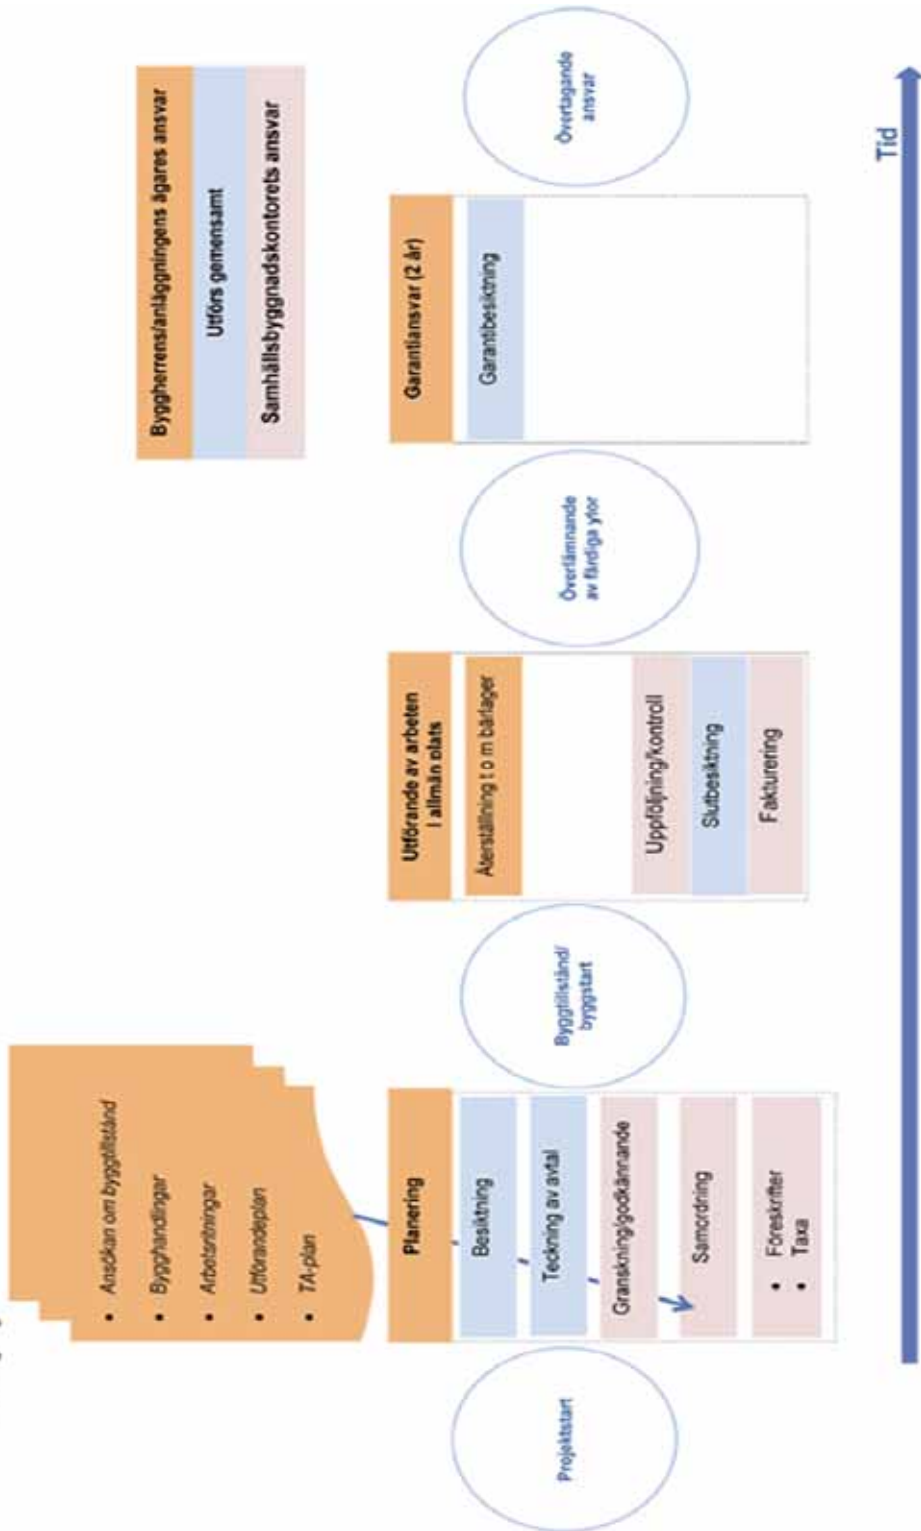 Byggherrens/anläggningens ägares ansvar
Utförs gemensamt
Samhällsbyggnadskontorets ansvar
• Ansökan om byggtillstånd
• Bygghandlingar
• Arbetsritningar
• Utförandeplan
• TA-plan
Projektstart
Planering
Besiktning
Teckning av avtal
Granskning/godkännande
Samordning
• Föreskrifter
• Taxa
Byggtillstånd/
byggstart
Utförande av arbeten
i allmän plats
Återställning t o m bärlager
Uppföljning/kontroll
Slutbesiktning
Fakturering
Överlämnande
av färdiga ytor
Garantiansvar (2 år)
Garantibesiktning
Övertagande
ansvar
Tid